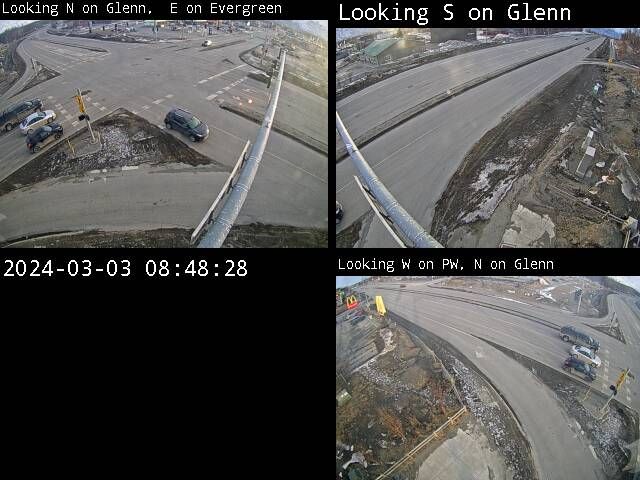 Looking N on Glenn,  E on Evergreen
Looking S on Glenn
2024-03-03 08:48:28
Looking W on PW, N on Glenn